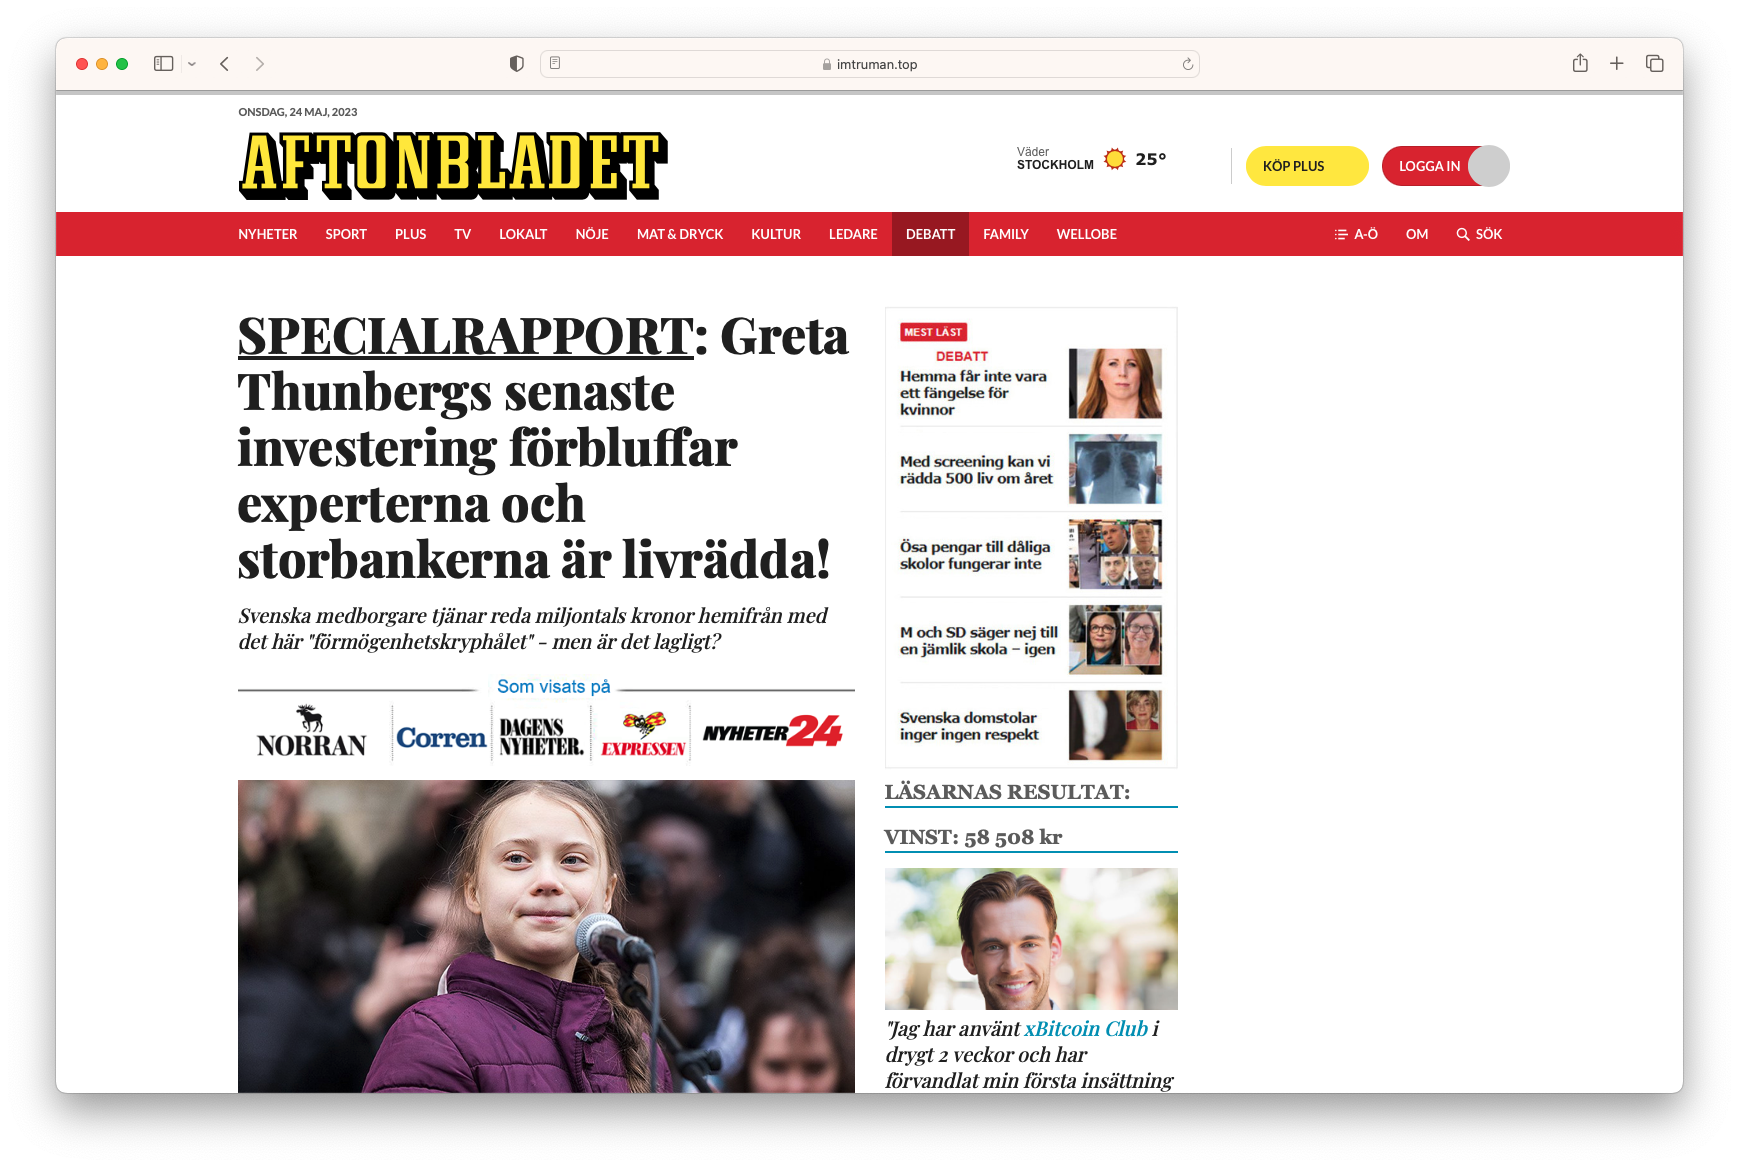 imtruman.top
ONSDAG, 24 MAJ, 2023
AFTONBLADET
Väder
STOCKHOLM
25°
KÖP PLUS
LOGGA IN
NYHETER SPORT PLUS TV LOKALT NÖJE MAT & DRYCK KULTUR LEDARE DEBATT FAMILY WELLOBE A-Ö OM SÖK
SPECIALRAPPORT: Greta
Thunbergs senaste
investering förbluffar
experterna och
storbankerna är livrädda!
Svenska medborgare tjänar reda miljontals kronor hemifrån med
det här "förmögenhetskryphålet" - men är det lagligt?
Som visats på
NORRAN
Corren
DAGENS
NYHETER.
EXPRESSEN
NYHETER24
MEST LÄST
DEBATT
Hemma får inte vara
ett fängelse för
kvinnor
Med screening kan vi
rädda 500 liv om året
Ösa pengar till dåliga
skolor fungerar inte
M och SD säger nej till
en jämlik skola – igen
Svenska domstolar
inger ingen respekt
LÄSARNAS RESULTAT:
VINST: 58 508 kr
"Jag har använt xBitcoin Club i
drygt 2 veckor och har
förvandlat min första insättning